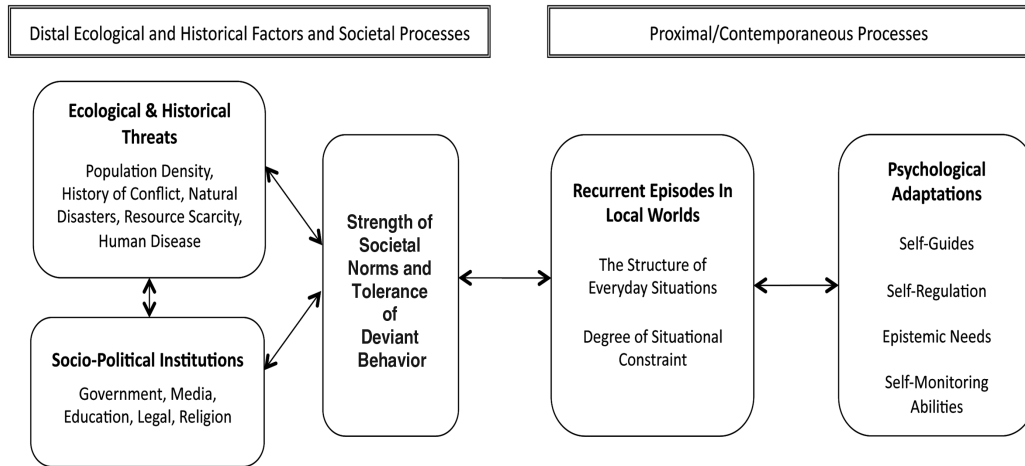 Distal Ecological and Historical Factors and Societal Processes
Proximal/Contemporaneous Processes
Ecological & Historical
Threats
Population Density,
History of Conflict, Natural
Disasters, Resource Scarcity,
Human Disease
Socio-Political Institutions
Government, Media,
Education, Legal, Religion
Strength of
Societal
Norms and
Tolerance
of
Deviant
Behavior
Recurrent Episodes In
Local Worlds
The Structure of
Everyday Situations
Degree of Situational
Constraint
Psychological
Adaptations
Self-Guides
Self-Regulation
Epistemic Needs
Self-Monitoring
Abilities